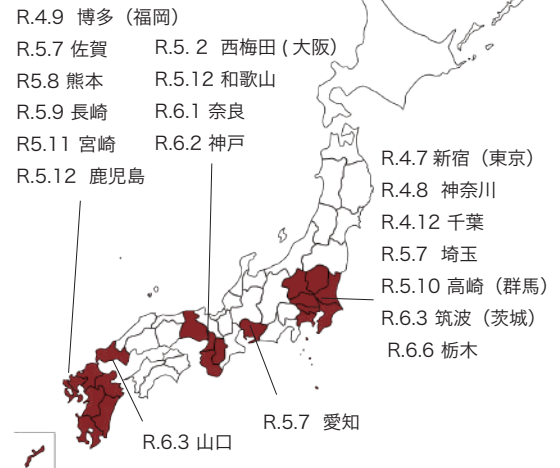 R.4.9 博多（福岡）
R.5.7 佐賀
R5.8 熊本
R.5.9 長崎
R5.11 宮崎
R.5.12 鹿児島
R.5. 2 西梅田 ( 大阪）
R.5.12 和歌山
R.6.1 奈良
R.6.2 神戸
R.4.7 新宿（東京）
R.4.8 神奈川
R.4.12 千葉
R.5.7 埼玉
R.5.10 高崎（群馬）
R.6.3 筑波（茨城）
R.6.6 栃木
R.5.7 愛知
R.6.3 山口